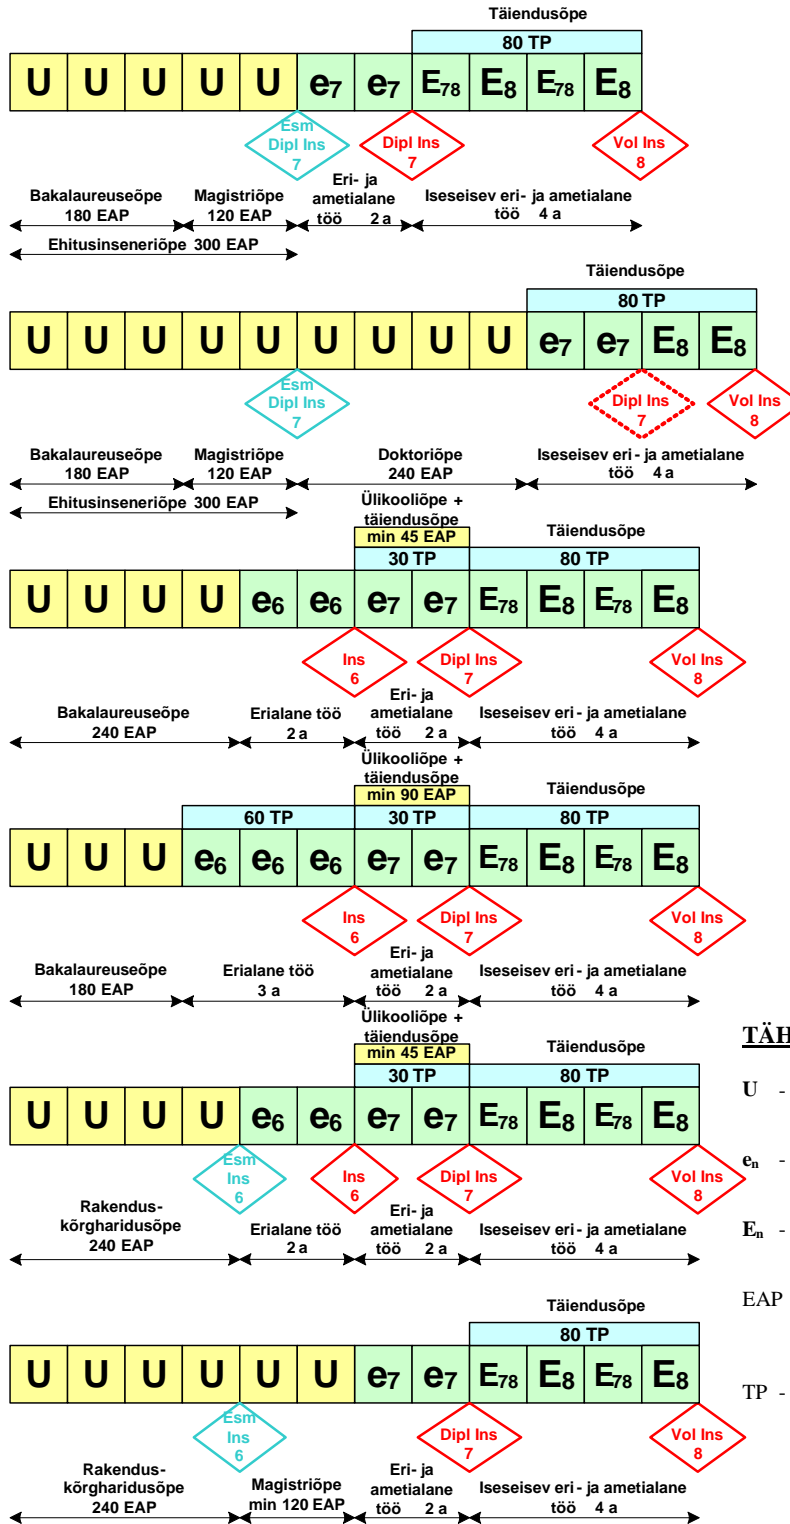 Täiendusõpe
80 TP
U U U U U e7 e7 E78 E8 E78 E8
Esm
Dipl Ins
7
Dipl Ins
7
Vol Ins
8
Bakalaureuseõpe
180 EAP
Magistriõpe
120 EAP
Eri- ja
ametialane
töö 2 a
Iseseisev eri- ja ametialane
töö 4 a
Ehitusinseneriõpe 300 EAP
Täiendusõpe
80 TP
U U U U U U U U U e7 e7 E8 E8
Esm
Dipl Ins
7
Dipl Ins
7
Vol Ins
8
Bakalaureuseõpe
180 EAP
Magistriõpe
120 EAP
Doktoriõpe
240 EAP
Iseseisev eri- ja ametialane
töö 4 a
Ehitusinseneriõpe 300 EAP
Ülikooliõpe +
täiendusõpe
min 45 EAP
30 TP
Täiendusõpe
80 TP
U U U U e6 e6 e7 e7 E78 E8 E78 E8
Ins
6
Dipl Ins
7
Vol Ins
8
Bakalaureuseõpe
240 EAP
Erialane töö
2 a
Eri- ja
ametialane
töö 2 a
Iseseisev eri- ja ametialane
töö 4 a
Ülikooliõpe +
täiendusõpe
min 90 EAP
60 TP
30 TP
Täiendusõpe
80 TP
U U U e6 e6 e6 e7 e7 E78 E8 E78 E8
Ins
6
Dipl Ins
7
Vol Ins
8
Bakalaureuseõpe
180 EAP
Erialane töö
3 a
Eri- ja
ametialane
töö 2 a
Iseseisev eri- ja ametialane
töö 4 a
Ülikooliõpe +
täiendusõpe
min 45 EAP
30 TP
Täiendusõpe
80 TP
U U U U e6 e6 e7 e7 E78 E8 E78 E8
Esm
Ins
6
Ins
6
Dipl Ins
7
Vol Ins
8
Rakendus-
kõrgharidusõpe
240 EAP
Erialane töö
2 a
Eri- ja
ametialane
töö 2 a
Iseseisev eri- ja ametialane
töö 4 a
Täiendusõpe
80 TP
U U U U U U e7 e7 E78 E8 E78 E8
Esm
Ins
6
Dipl Ins
7
Vol Ins
8
Rakendus-
kõrgharidusõpe
240 EAP
Magistriõpe
min 120 EAP
Eri- ja
ametialane
töö 2 a
Iseseisev eri- ja ametialane
töö 4 a
TÄH
U -
en -
En -
EAP
TP -